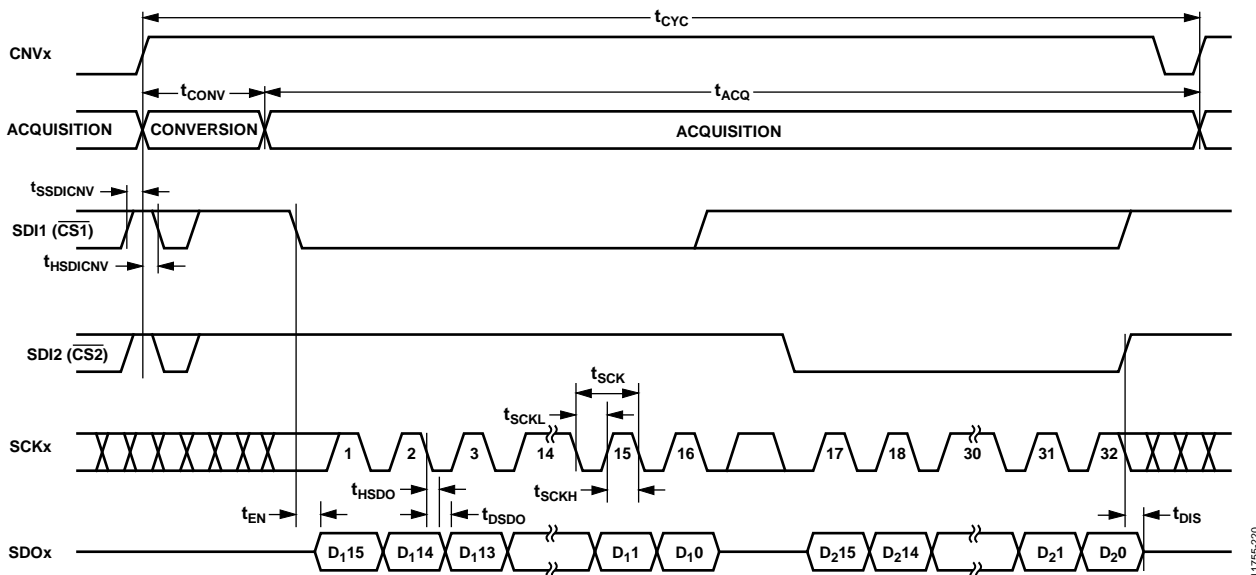 tCYC
CNVx
tCONV
tACQ
ACQUISITION CONVERSION ACQUISITION
tSSDICNV
SDI1 (CS1)
tHSDICNV
SDI2 (CS2)
tSCK
tSCKL
SCKx 1 2 3 14 15 16 17 18 30 31 32
tHSDO
tSCKH
tEN
tDSDO
tDIS
SDOx D115 D114 D113 D11 D10 D215 D214 D21 D20
11755-220